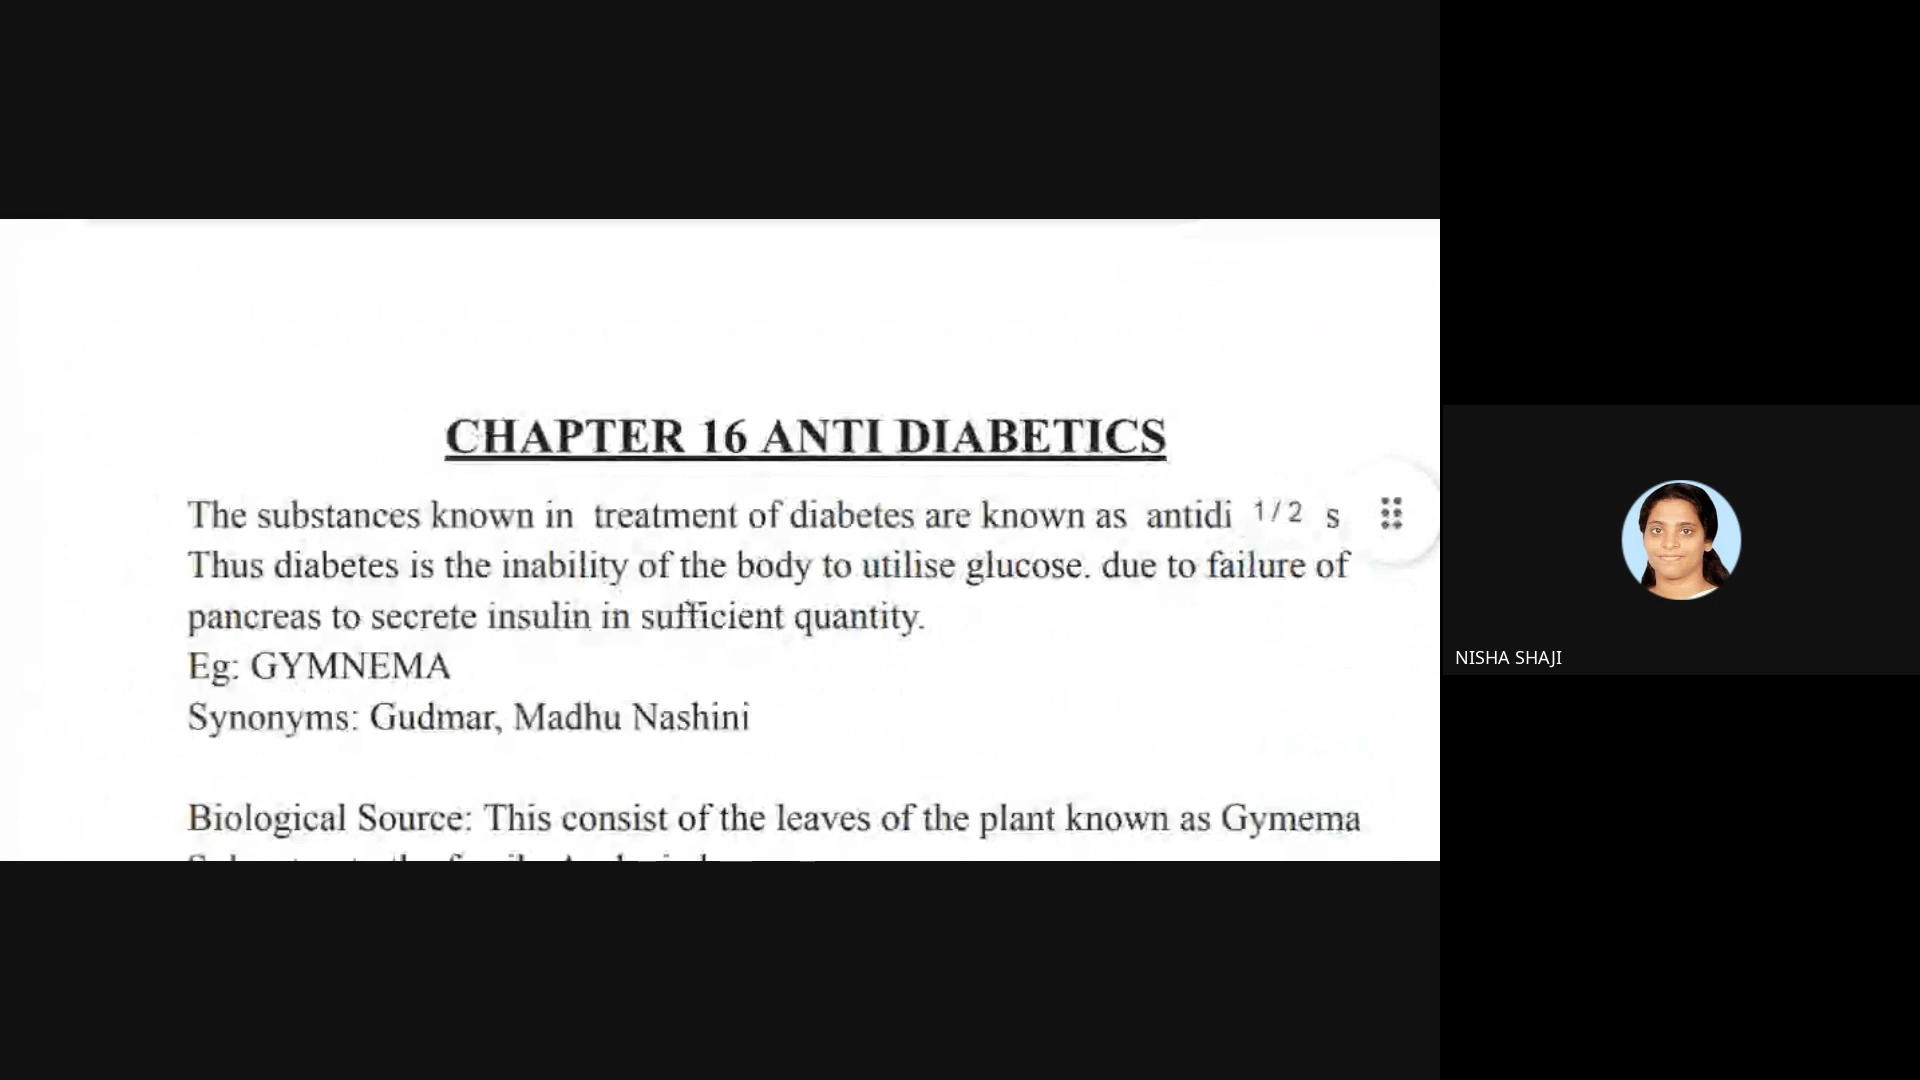 CHAPTER 16 ANTI DIABETICS
The substances known in treatment of diabetes are known as antidi 1/2 s
Thus diabetes is the inability of the body to utilise glucose. due to failure of
pancreas to secrete insulin in sufficient quantity.
Eg: GYMNEMA
Synonyms: Gudmar, Madhu Nashini
Biological Source: This consist of the leaves of the plant known as Gymema
NISHA SHAJI